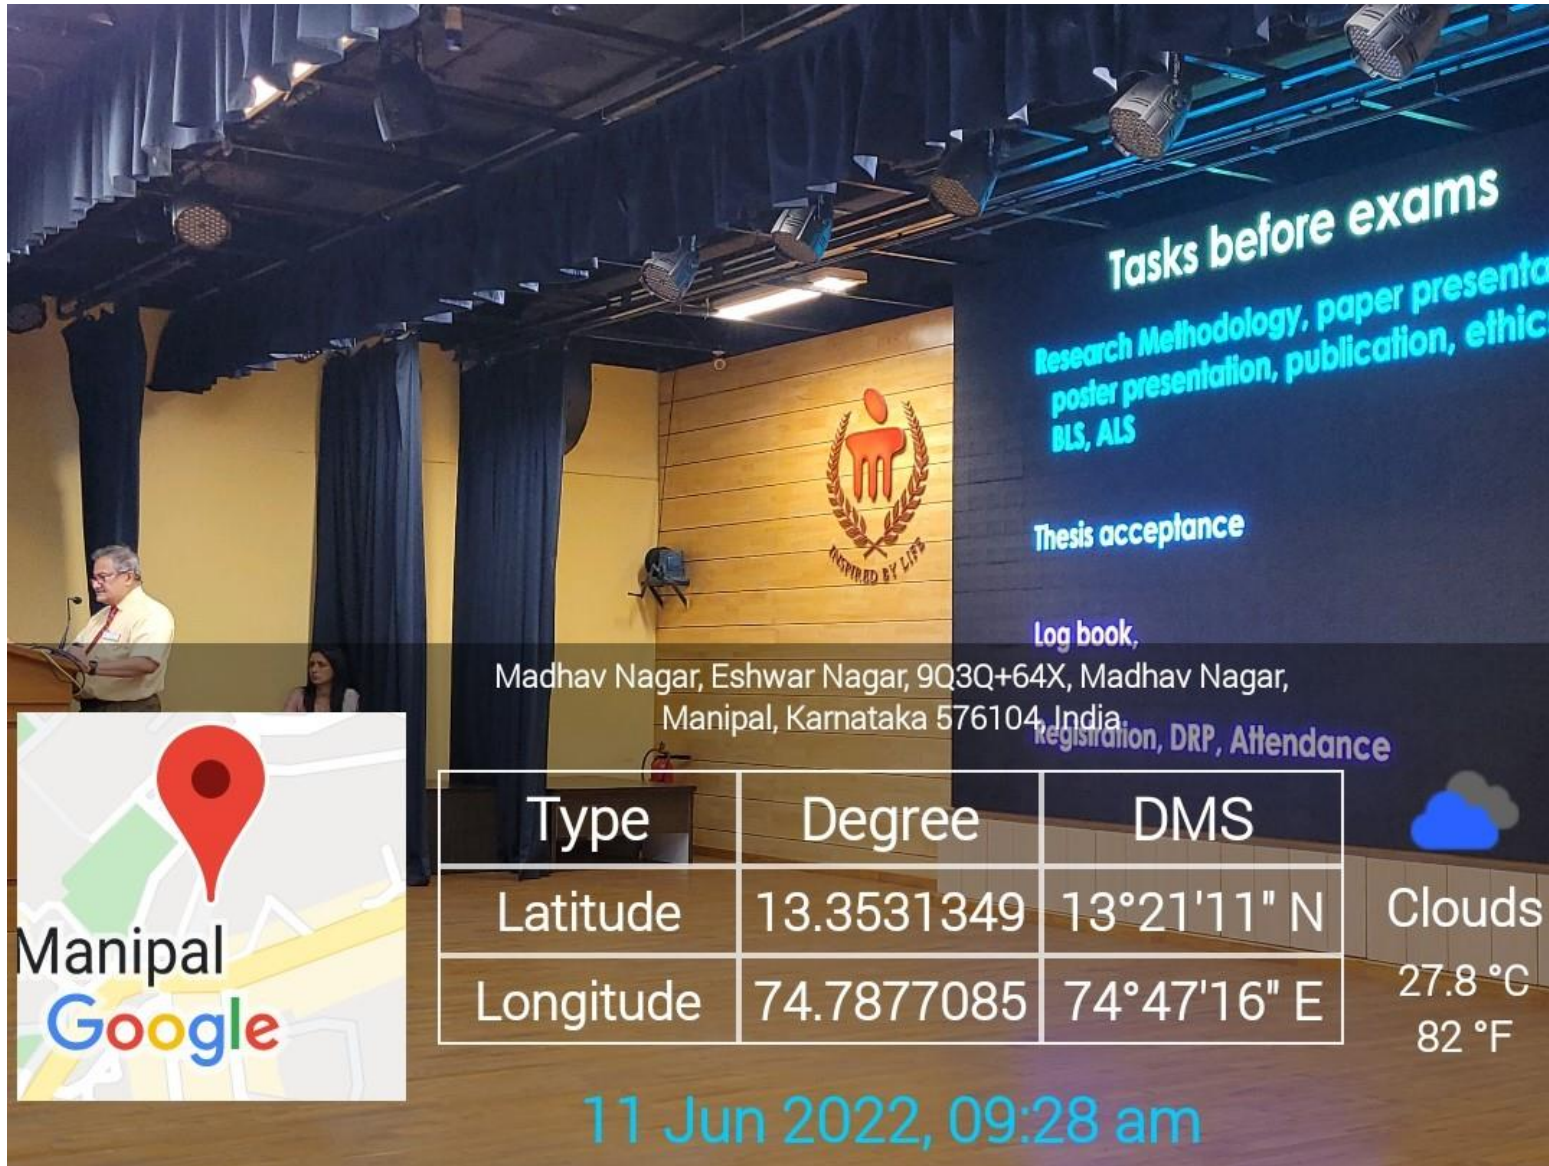 Tasks before exams
Research Methodology, paper presenta
poster presentation, publication, ethic
BLS, ALS
Thesis acceptance
Log book,
Registration, DRP, Attendance
INSPIRED BY LIFE
Madhav Nagar, Eshwar Nagar, 9Q3Q+64X, Madhav Nagar,
Manipal, Karnataka 576104, India
Manipal
Google
Type Degree DMS
Latitude 13.3531349 13°21'11" N
Longitude 74.7877085 74°47'16" E
Clouds
27.8 °C
82 °F
11 Jun 2022, 09:28 am